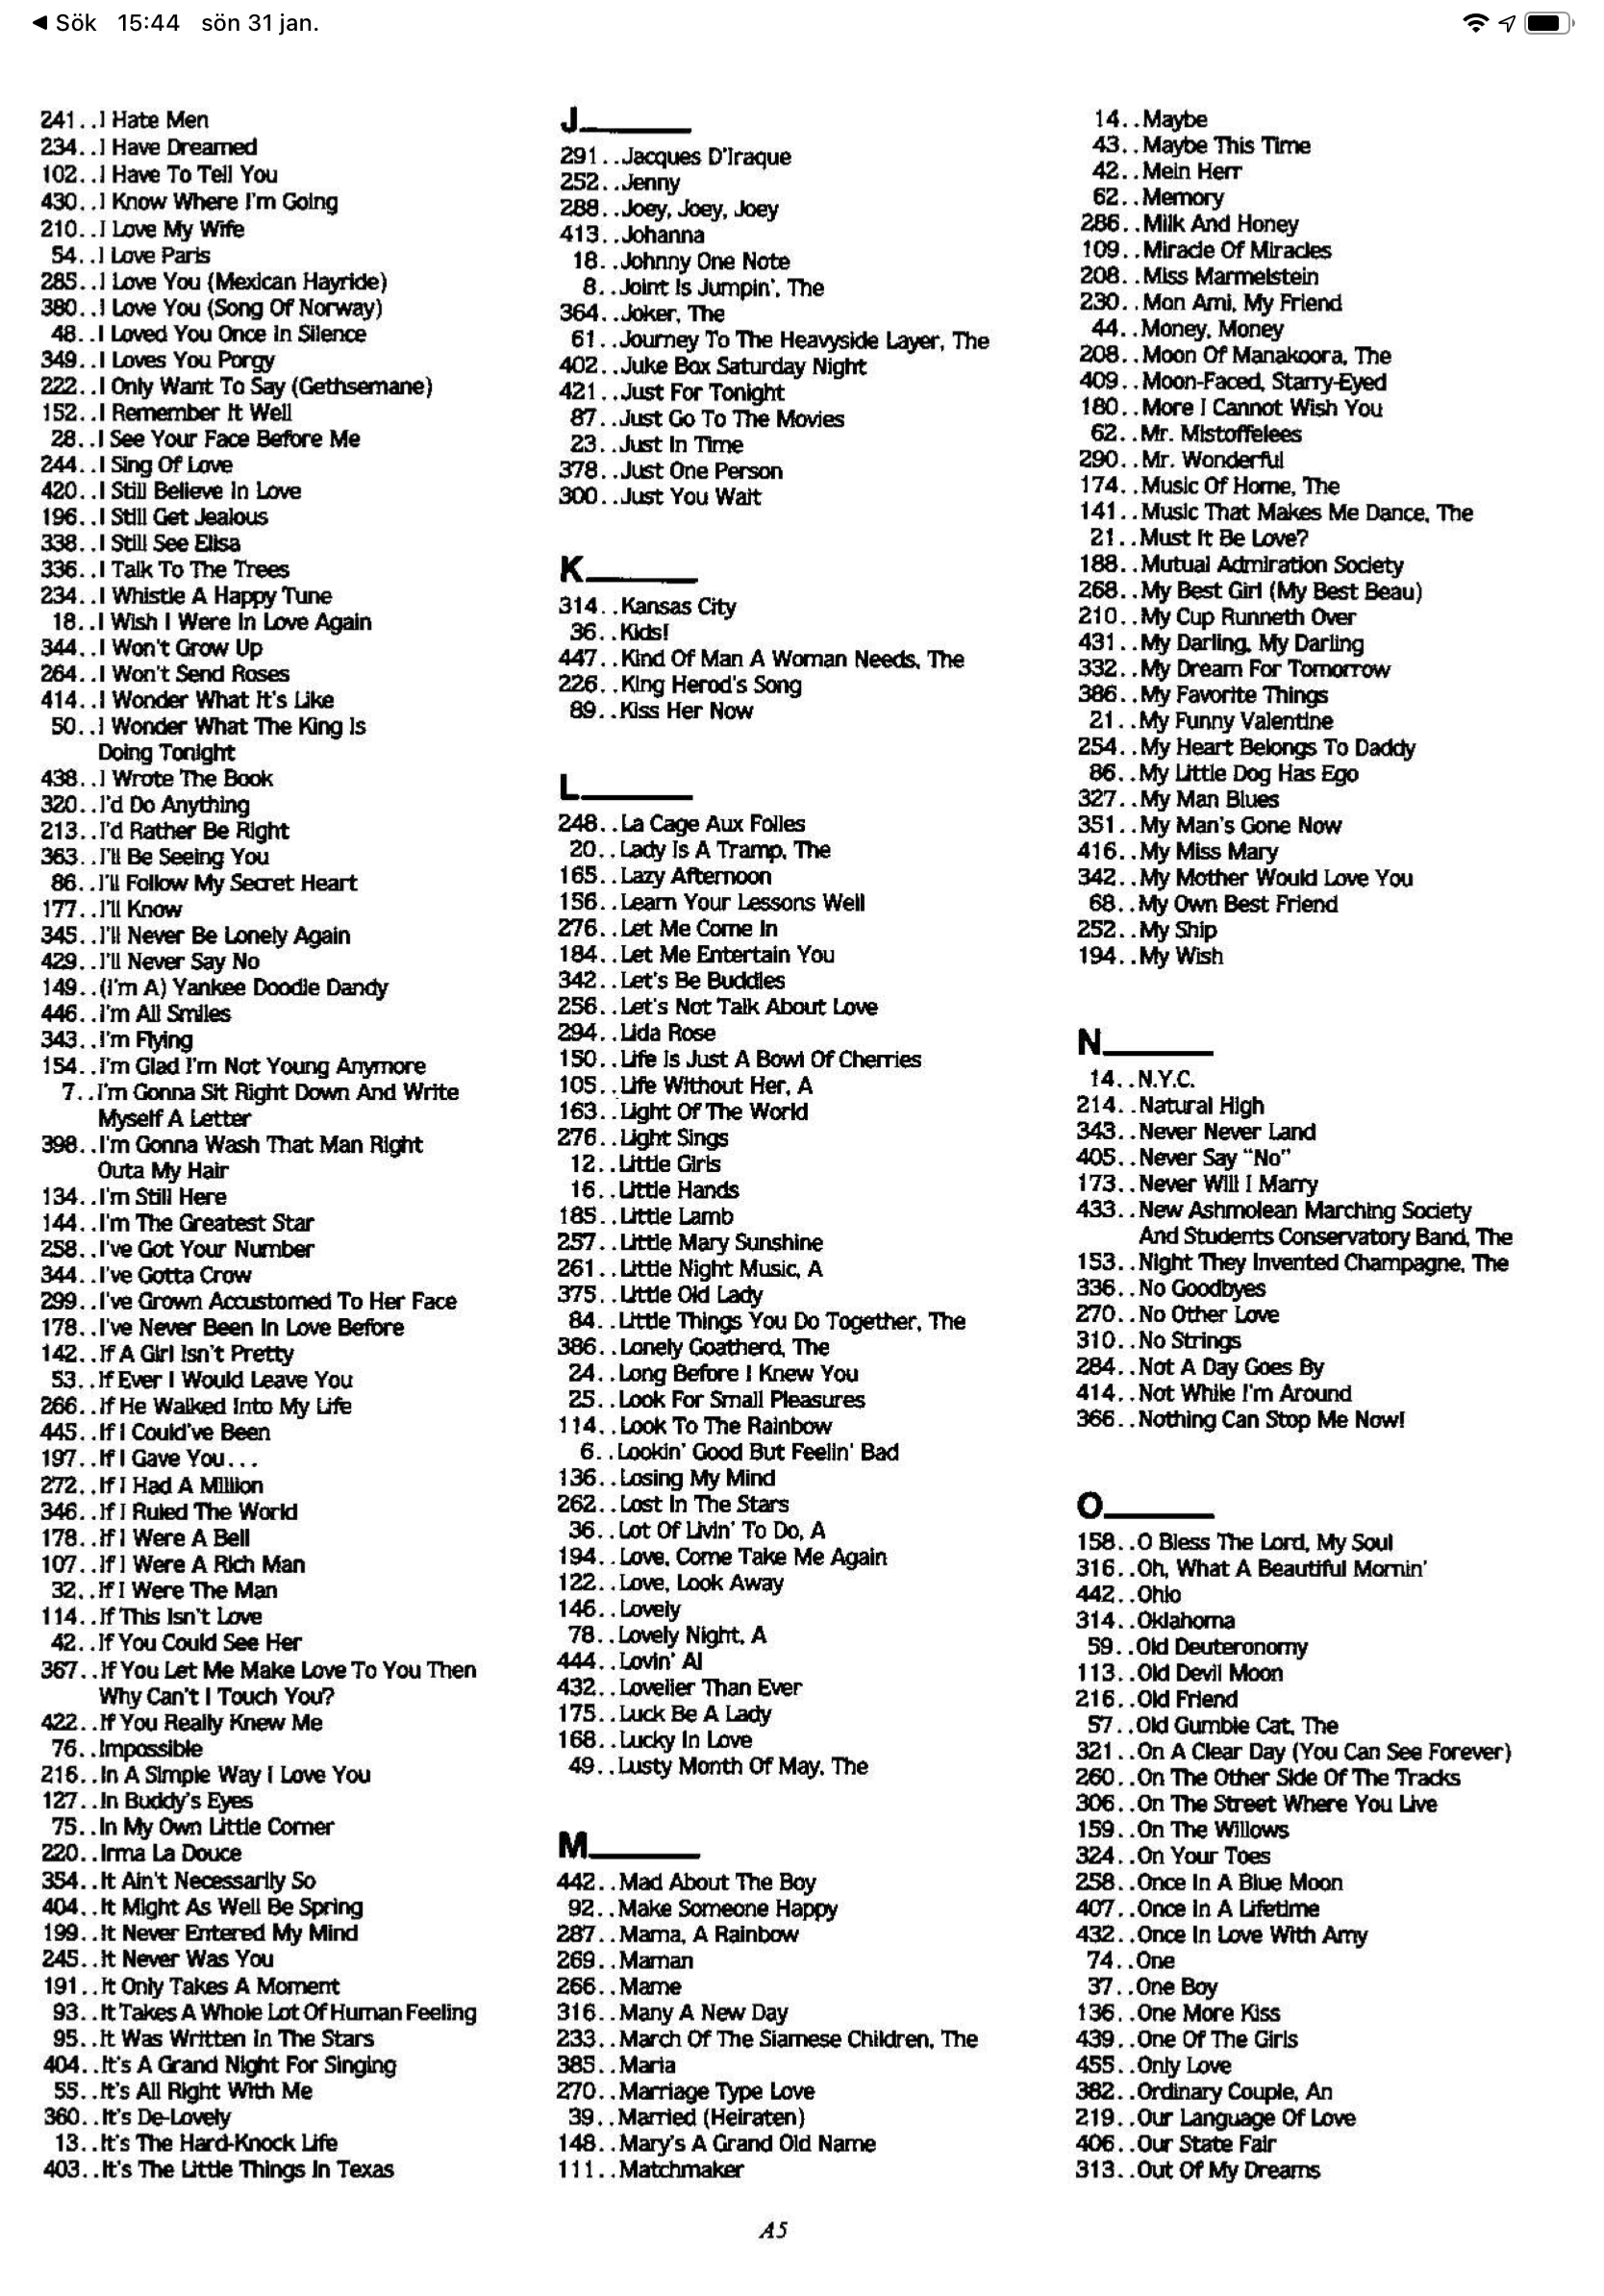 ◀ Sök 15:44 sön 31 jan.
241..I Hate Men
234..I Have Dreamed
102..I Have To Tell You
430..I Know Where I'm Going
210..I Love My Wife
54..I Love Paris
285..I Love You (Mexican Hayride)
380..I Love You (Song Of Norway)
48..I Loved You Once In Silence
349..I Loves You Porgy
222..I Only Want To Say (Gethsemane)
152..I Remember It Well
28..I See Your Face Before Me
244..I Sing Of Love
420..I Still Believe In Love
196..I Still Get Jealous
338..I Still See Elisa
336..I Talk To The Trees
234..I Whistle A Happy Tune
18..I Wish I Were In Love Again
344..I Won't Grow Up
264..I Won't Send Roses
414..I Wonder What It's Like
50..I Wonder What The King Is
Doing Tonight
438..I Wrote The Book
320..I'd Do Anything
213..I'd Rather Be Right
363..I'll Be Seeing You
86..I'll Follow My Secret Heart
177..I'll Know
345..I'll Never Be Lonely Again
429..I'll Never Say No
149..(I'm A) Yankee Doodle Dandy
446..I'm All Smiles
343..I'm Flying
154..I'm Glad I'm Not Young Anymore
7..I'm Gonna Sit Right Down And Write
Myself A Letter
398..I'm Gonna Wash That Man Right
Outa My Hair
134..I'm Still Here
144..I'm The Greatest Star
258..I've Got Your Number
344..I've Gotta Crow
299..I've Grown Accustomed To Her Face
178..I've Never Been In Love Before
142..If A Girl Isn't Pretty
53..If Ever I Would Leave You
266..If He Walked Into My Life
445..If I Could've Been
197..If I Gave You...
272..If I Had A Million
346..If I Ruled The World
178..If I Were A Bell
107..If I Were A Rich Man
32..If I Were The Man
114..If This Isn't Love
42..If You Could See Her
367..If You Let Me Make Love To You Then
Why Can't I Touch You?
422..If You Really Knew Me
76..Impossible
216..In A Simple Way I Love You
127..In Buddy's Eyes
75..In My Own Little Corner
220..Irma La Douce
354..It Ain't Necessarily So
404..It Might As Well Be Spring
199..It Never Entered My Mind
245..It Never Was You
191..It Only Takes A Moment
93..It Takes A Whole Lot Of Human Feeling
95..It Was Written In The Stars
404..It's A Grand Night For Singing
55..It's All Right With Me
360..It's De-Lovely
13..It's The Hard-Knock Life
403..It's The Little Things In Texas
J
291..Jacques D'Iraque
252..Jenny
288..Joey, Joey, Joey
413..Johanna
18..Johnny One Note
8..Joint Is Jumpin', The
364..Joker, The
61..Journey To The Heavyside Layer, The
402..Juke Box Saturday Night
421..Just For Tonight
87..Just Go To The Movies
23..Just In Time
378..Just One Person
300..Just You Wait
K
314..Kansas City
36..Kids!
447..Kind Of Man A Woman Needs, The
226..King Herod's Song
89..Kiss Her Now
L
248..La Cage Aux Folles
20..Lady Is A Tramp, The
165..Lazy Afternoon
156..Learn Your Lessons Well
276..Let Me Come In
184..Let Me Entertain You
342..Let's Be Buddies
256..Let's Not Talk About Love
294..Lida Rose
150..Life Is Just A Bowl Of Cherries
105..Life Without Her, A
163..Light Of The World
276..Light Sings
12..Little Girls
16..Little Hands
185..Little Lamb
257..Little Mary Sunshine
261..Little Night Music, A
375..Little Old Lady
84..Little Things You Do Together, The
386..Lonely Goatherd, The
24..Long Before I Knew You
25..Look For Small Pleasures
114..Look To The Rainbow
6..Lookin' Good But Feelin' Bad
136..Losing My Mind
262..Lost In The Stars
36..Lot Of Livin' To Do, A
194..Love, Come Take Me Again
122..Love, Look Away
146..Lovely
78..Lovely Night, A
444..Lovin' Al
432..Lovelier Than Ever
175..Luck Be A Lady
168..Lucky In Love
49..Lusty Month Of May, The
M
442..Mad About The Boy
92..Make Someone Happy
287..Mama, A Rainbow
269..Maman
266..Mame
316..Many A New Day
233..March Of The Siamese Children, The
385..Maria
270..Marriage Type Love
39..Married (Heiraten)
148..Mary's A Grand Old Name
111..Matchmaker
14..Maybe
43..Maybe This Time
42..Mein Herr
62..Memory
286..Milk And Honey
109..Miracle Of Miracles
208..Miss Marmelstein
230..Mon Ami, My Friend
44..Money, Money
208..Moon Of Manakoora, The
409..Moon-Faced, Starry-Eyed
180..More I Cannot Wish You
62..Mr. Mistoffelees
290..Mr. Wonderful
174..Music Of Home, The
141..Music That Makes Me Dance, The
21..Must It Be Love?
188..Mutual Admiration Society
268..My Best Girl (My Best Beau)
210..My Cup Runneth Over
431..My Darling, My Darling
332..My Dream For Tomorrow
386..My Favorite Things
21..My Funny Valentine
254..My Heart Belongs To Daddy
86..My Little Dog Has Ego
327..My Man Blues
351..My Man's Gone Now
416..My Miss Mary
342..My Mother Would Love You
68..My Own Best Friend
252..My Ship
194..My Wish
N
14..N.Y.C.
214..Natural High
343..Never Never Land
405..Never Say "No"
173..Never Will I Marry
433..New Ashmolean Marching Society
And Students Conservatory Band, The
153..Night They Invented Champagne, The
336..No Goodbyes
270..No Other Love
310..No Strings
284..Not A Day Goes By
414..Not While I'm Around
366..Nothing Can Stop Me Now!
O
158..O Bless The Lord, My Soul
316..Oh, What A Beautiful Mornin'
442..Ohio
314..Oklahoma
59..Old Deuteronomy
113..Old Devil Moon
216..Old Friend
57..Old Gumbie Cat, The
321..On A Clear Day (You Can See Forever)
260..On The Other Side Of The Tracks
306..On The Street Where You Live
159..On The Willows
324..On Your Toes
258..Once In A Blue Moon
407..Once In A Lifetime
432..Once In Love With Amy
74..One
37..One Boy
136..One More Kiss
439..One Of The Girls
455..Only Love
382..Ordinary Couple, An
219..Our Language Of Love
406..Our State Fair
313..Out Of My Dreams
A5